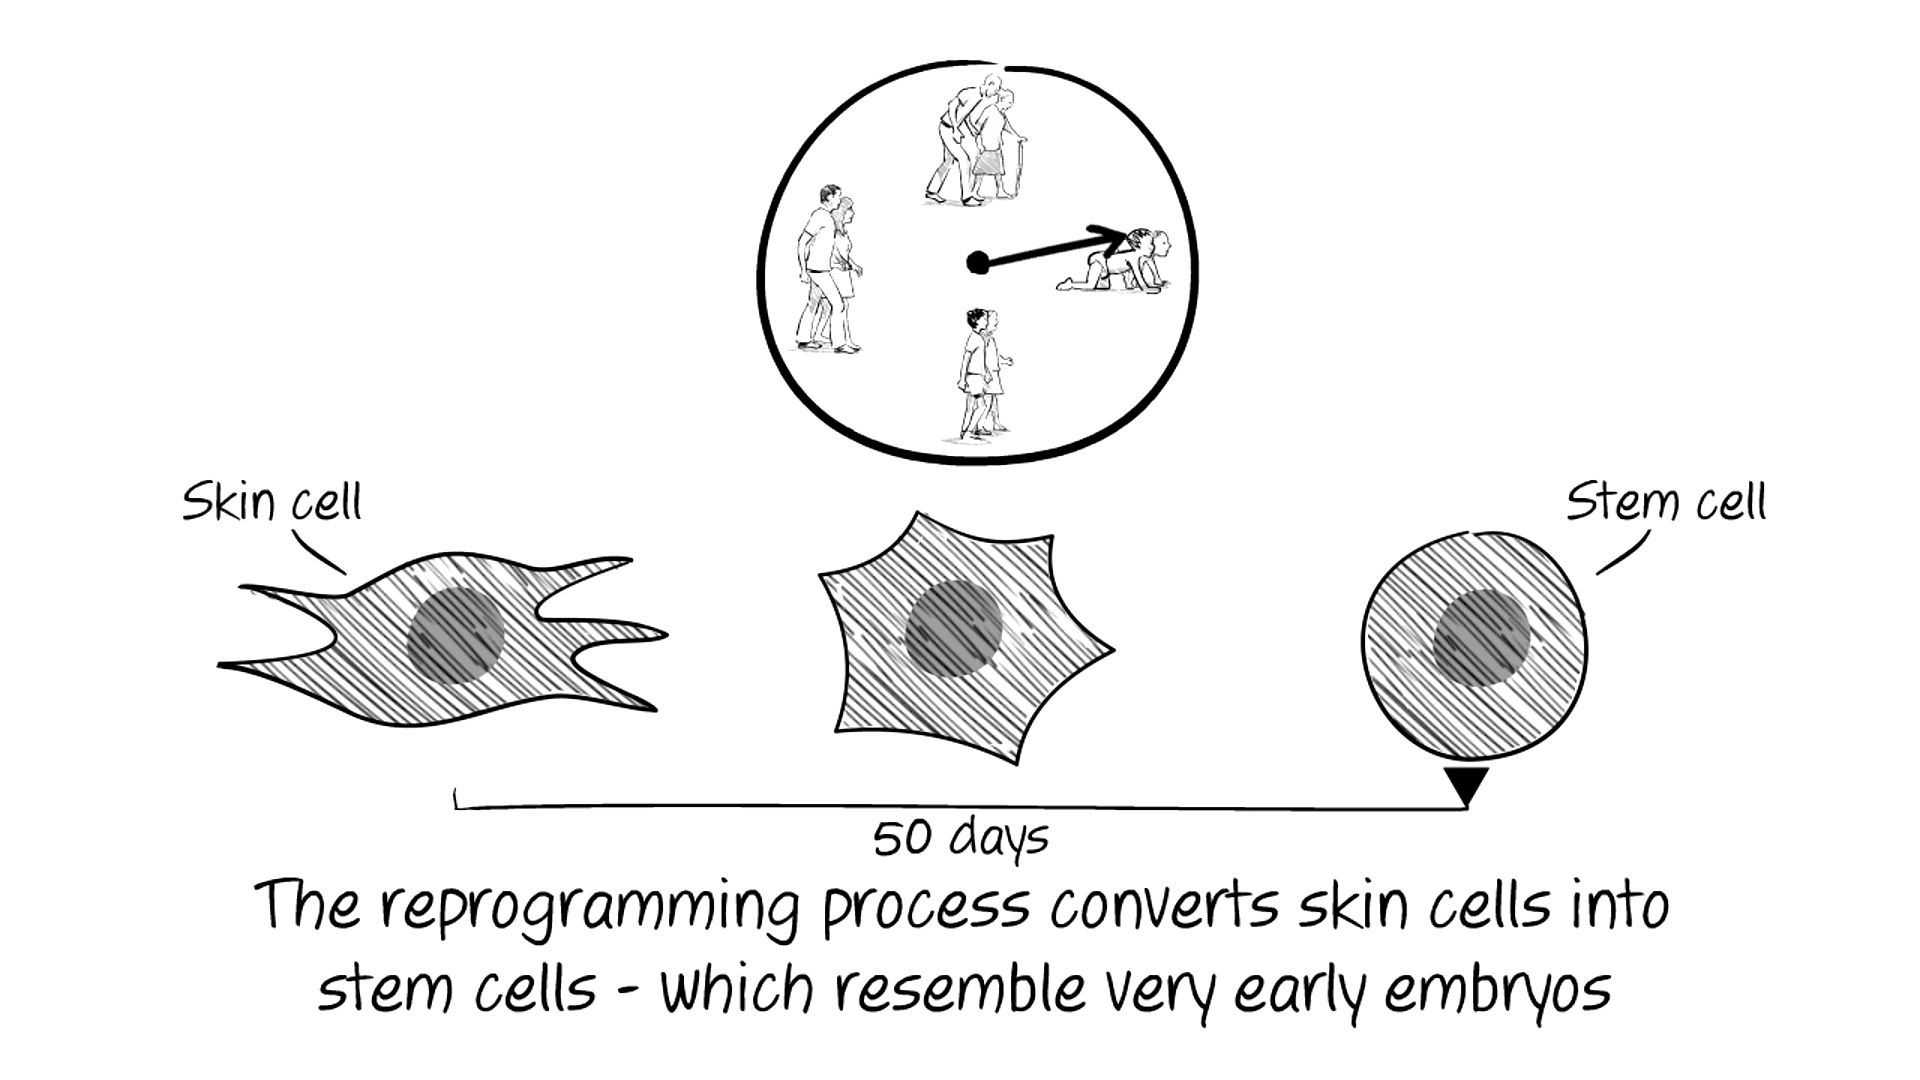 Skin cell
Stem cell
50 days
The reprogramming process converts skin cells into
stem cells - which resemble very early embryos